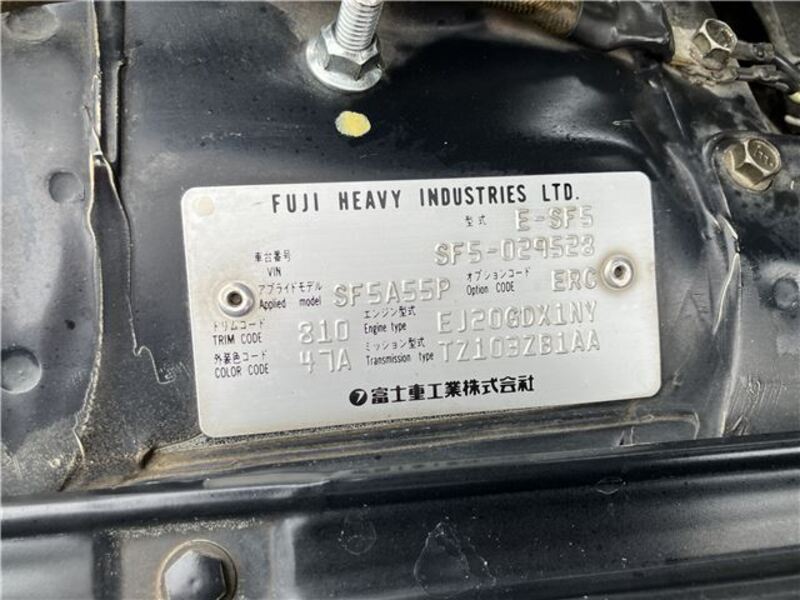 FUJI HEAVY INDUSTRIES LTD.
型式 E-SF5
車台番号 VIN SF5-029528
アプライドモデル Applied model SF5A55P オプションコード Option CODE ERC
トリムコード TRIM CODE 810 エンジン型式 Engine type EJ20GDX1NY
外装色コード COLOR CODE 47A ミッション型式 Transmission type TZ103ZB1AA
富士重工業株式会社